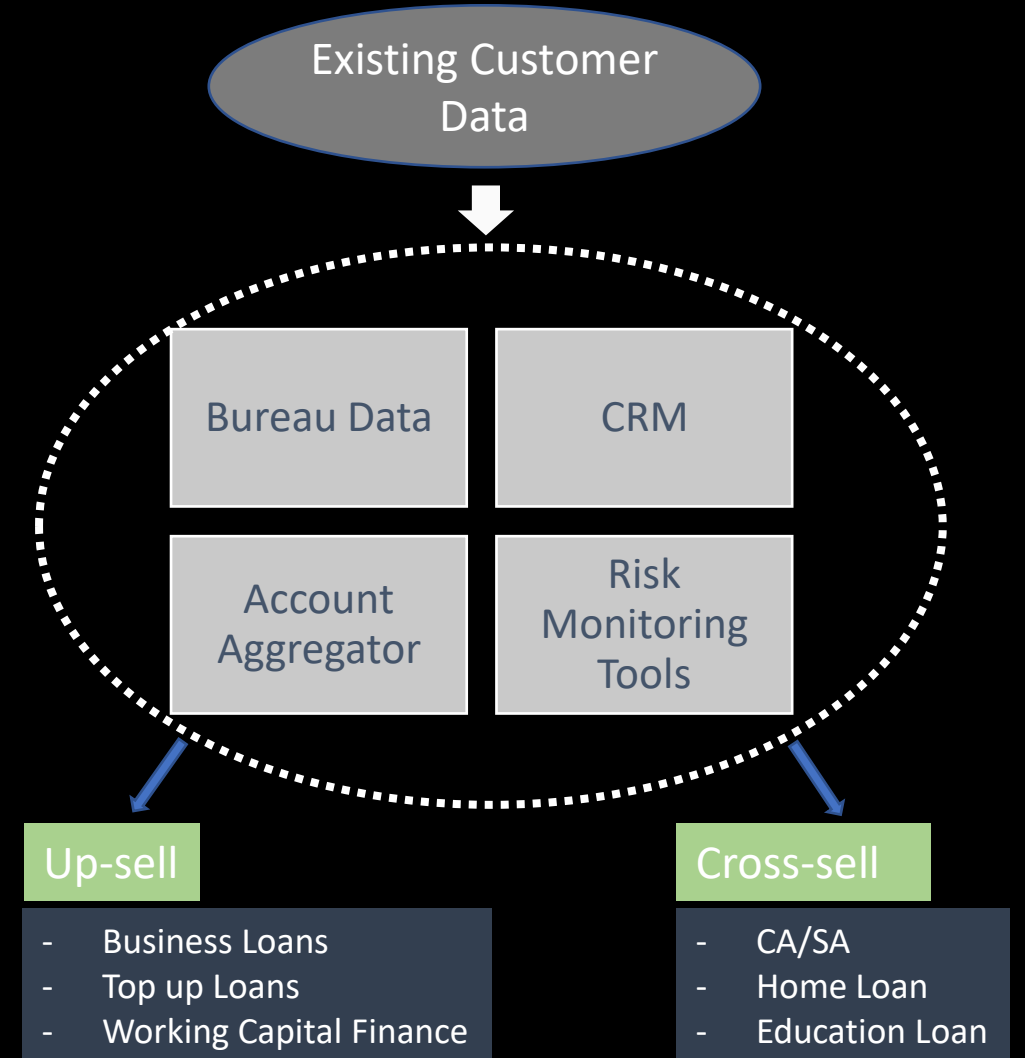 Existing Customer
Data
Bureau Data
CRM
Account
Aggregator
Risk
Monitoring
Tools
Up-sell
- Business Loans
- Top up Loans
- Working Capital Finance
Cross-sell
- CA/SA
- Home Loan
- Education Loan